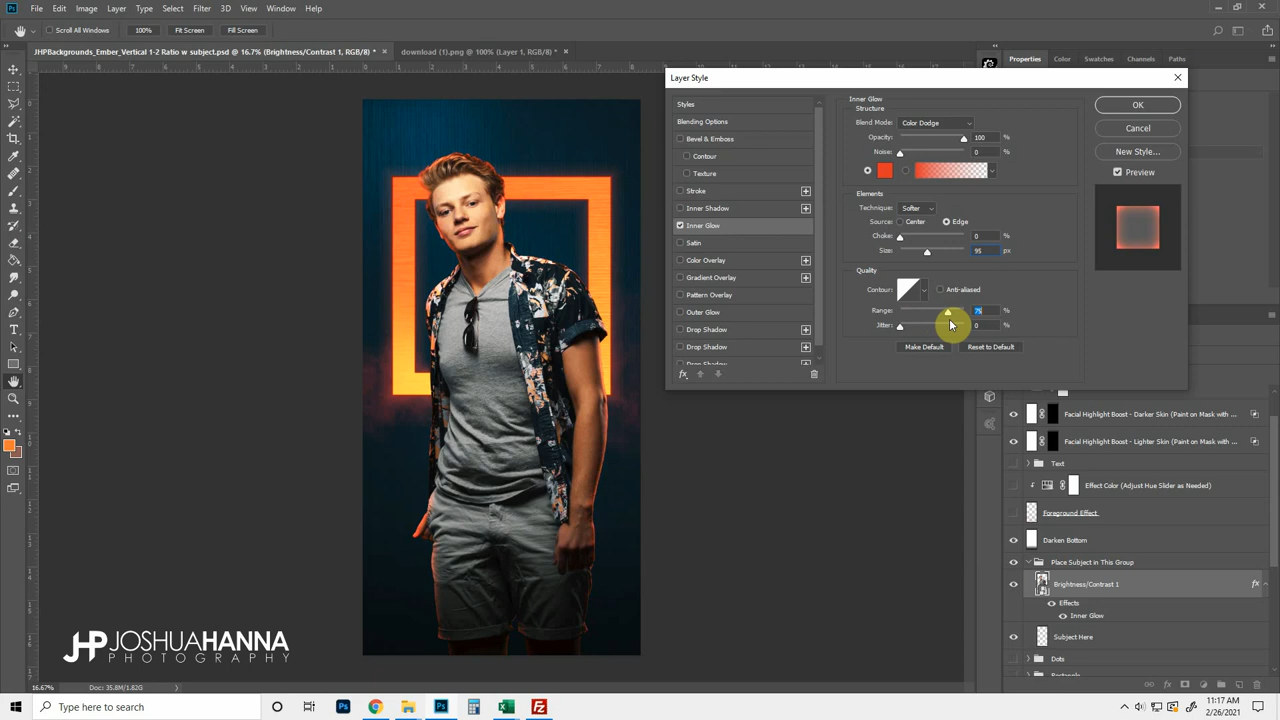 Ps File Edit Image Layer Type Select Filter 3D View Window Help
Scroll All Windows 100% Fit Screen Fill Screen
JHPBackgrounds_Ember_Vertical 1-2 Ratio w subject.psd @ 16.7% (Brightness/Contrast 1, RGB/8) * × download (1).png @ 100% (Layer 1, RGB/8) * ×
Properties Color Swatches Channels Paths
Layer Style
Styles
Blending Options
Bevel & Emboss
Contour
Texture
Stroke
Inner Shadow
Inner Glow
Satin
Color Overlay
Gradient Overlay
Pattern Overlay
Outer Glow
Drop Shadow
Drop Shadow
Drop Shadow
fx
Inner Glow
Structure
Blend Mode: Color Dodge
Opacity: 100 %
Noise: 0 %
Elements
Technique: Softer
Source: Center Edge
Choke: 0 %
Size: 95 px
Quality
Contour: Anti-aliased
Range: 75 %
Jitter: 0 %
Make Default Reset to Default
OK
Cancel
New Style...
Preview
Facial Highlight Boost - Darker Skin (Paint on Mask with ...
Facial Highlight Boost - Lighter Skin (Paint on Mask with ...
Text
Effect Color (Adjust Hue Slider as Needed)
Foreground Effect
Darken Bottom
Place Subject in This Group
Brightness/Contrast 1 fx
Effects
Inner Glow
Subject Here
Dots
Rectangle
JHP JOSHUAHANNA
PHOTOGRAPHY
16.67% Doc: 35.8M/1.82G
Type here to search
11:17 AM
2/26/2021